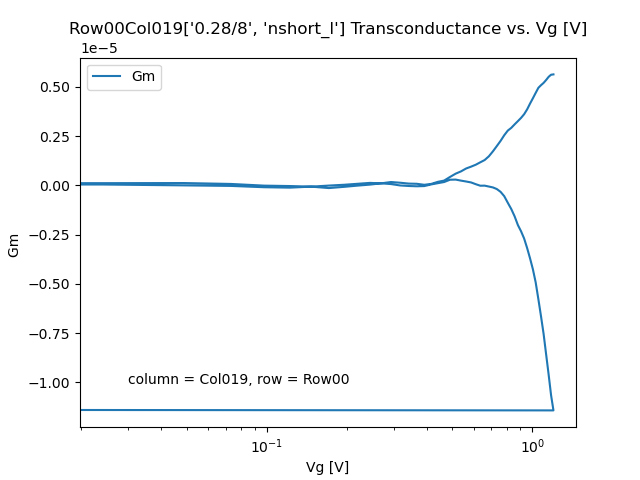 Row00Col019['0.28/8', 'nshort_l'] Transconductance vs. Vg [V]
1e−5
Gm
0.50
0.25
0.00
−0.25
−0.50
−0.75
−1.00
Gm
column = Col019, row = Row00
10⁻¹
10⁰
Vg [V]